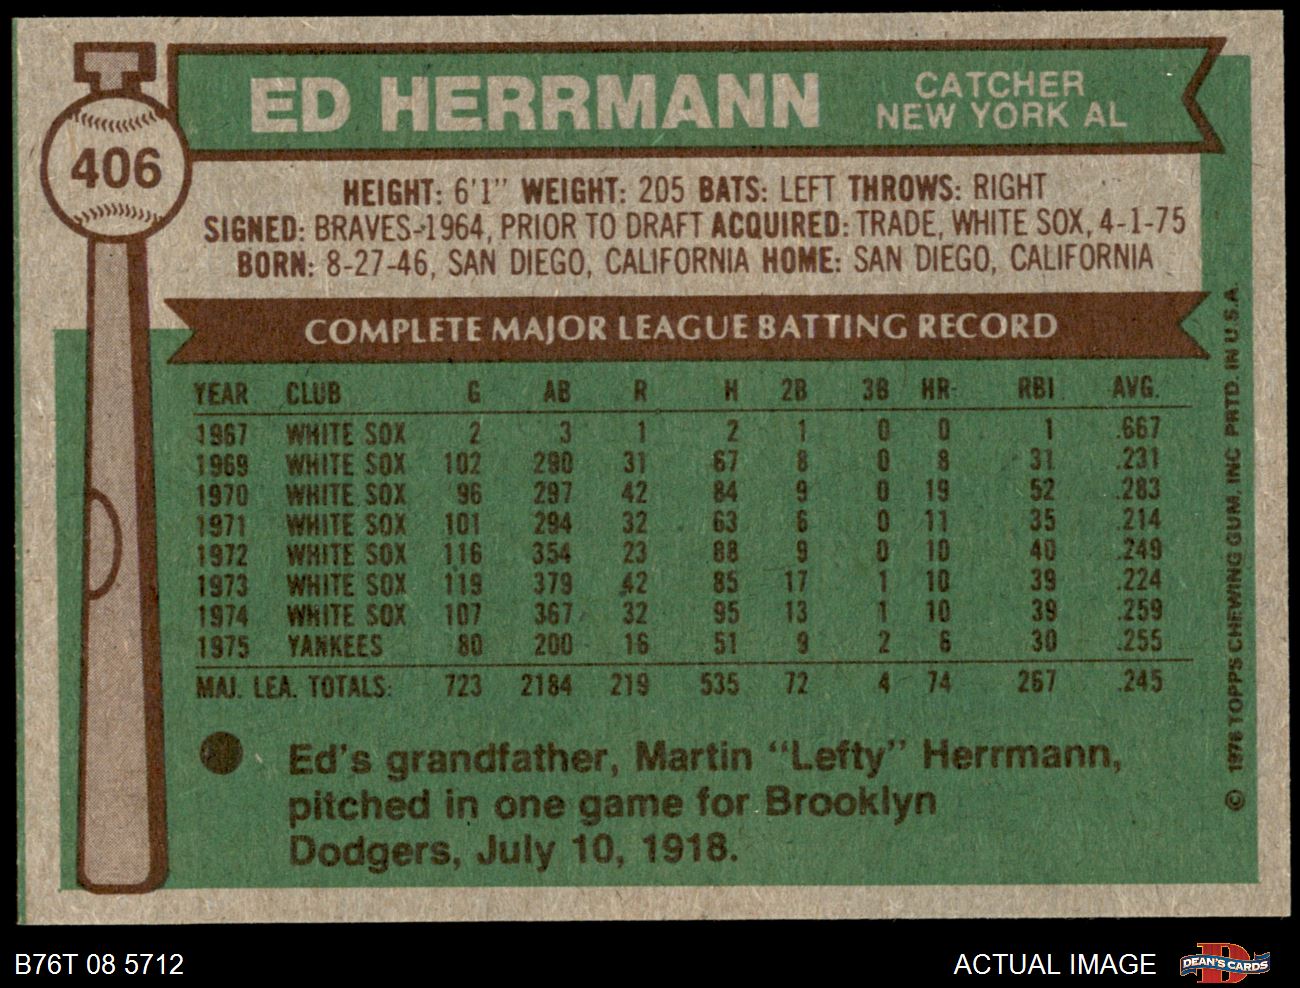 ED HERRMANN
CATCHER
NEW YORK AL
406
HEIGHT: 6'1" WEIGHT: 205 BATS: LEFT THROWS: RIGHT
SIGNED: BRAVES-1964, PRIOR TO DRAFT ACQUIRED: TRADE, WHITE SOX, 4-1-75
BORN: 8-27-46, SAN DIEGO, CALIFORNIA HOME: SAN DIEGO, CALIFORNIA
COMPLETE MAJOR LEAGUE BATTING RECORD
YEAR CLUB G AB R H 2B 3B HR RBI AVG.
1967 WHITE SOX 2 3 1 2 1 0 0 1 .667
1969 WHITE SOX 102 290 31 67 8 0 8 31 .231
1970 WHITE SOX 96 297 42 84 9 0 19 52 .283
1971 WHITE SOX 101 294 32 63 6 0 11 35 .214
1972 WHITE SOX 116 354 23 88 9 0 10 40 .249
1973 WHITE SOX 119 379 42 85 17 1 10 39 .224
1974 WHITE SOX 107 367 32 95 13 1 10 39 .259
1975 YANKEES 80 200 16 51 9 2 6 30 .255
MAJ. LEA. TOTALS: 723 2184 219 535 72 4 74 267 .245
Ed's grandfather, Martin "Lefty" Herrmann,
pitched in one game for Brooklyn
Dodgers, July 10, 1918.
© 1976 TOPPS CHEWING GUM, INC PRTD. IN U.S.A.
B76T 08 5712
ACTUAL IMAGE
DEAN'S CARDS